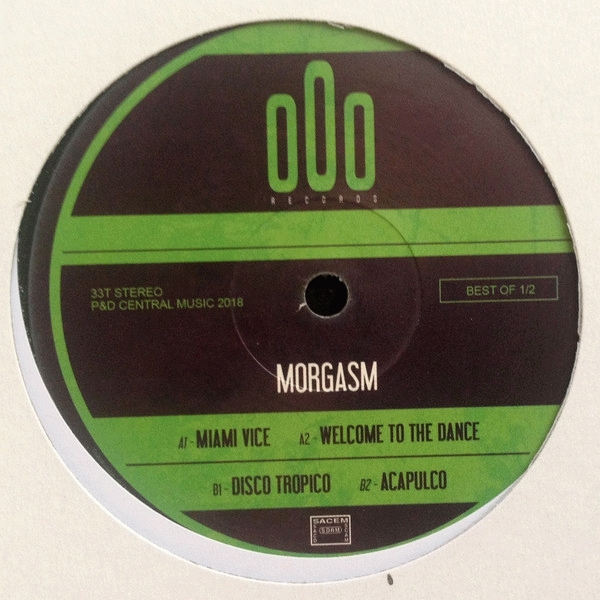 000
RECORDS
33T STEREO
P&D CENTRAL MUSIC 2018
BEST OF 1/2
MORGASM
A1 - MIAMI VICE A2 - WELCOME TO THE DANCE
B1 - DISCO TROPICO B2 - ACAPULCO
SACEM
SDRM